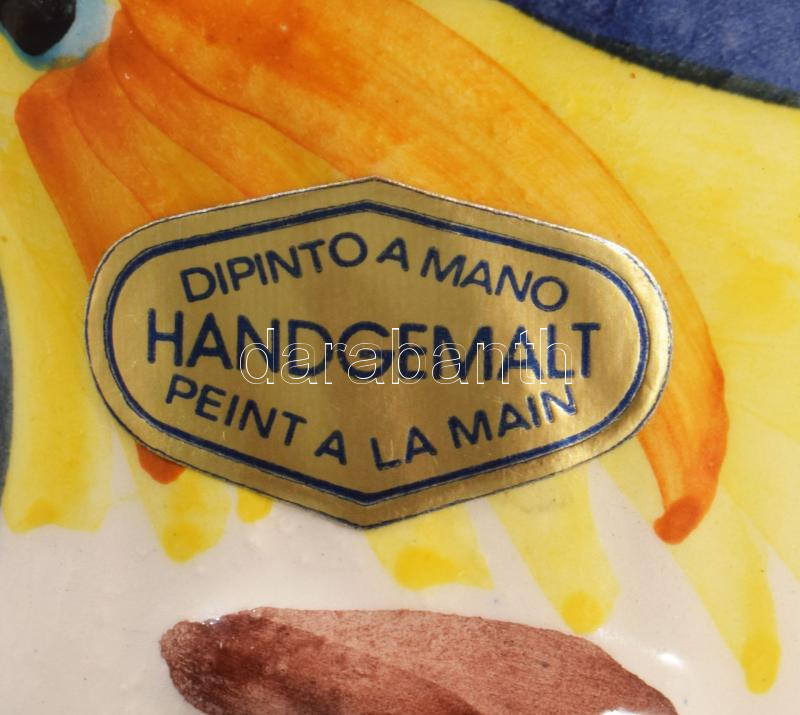 DIPINTO A MANO
HANDGEMALT
darabanth
PEINT A LA MAIN